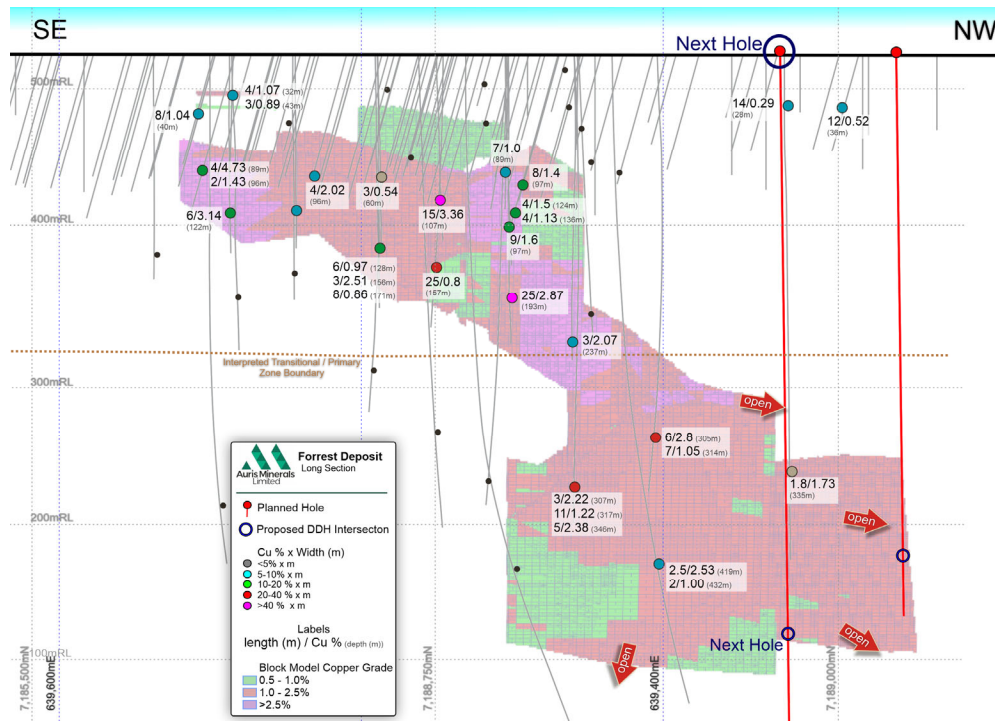 SE
NW
Next Hole
500mRL
4/1.07 (32m)
3/0.89 (43m)
8/1.04
(40m)
14/0.29
(28m)
12/0.52
(36m)
7/1.0
(89m)
8/1.4
(97m)
4/4.73 (89m)
2/1.43 (96m)
4/2.02
(96m)
3/0.54
(60m)
15/3.36
(107m)
4/1.5 (124m)
4/1.13 (136m)
400mRL
6/3.14
(122m)
9/1.6
(97m)
6/0.97 (128m)
3/2.51 (156m)
8/0.86 (171m)
25/0.8
(157m)
25/2.87
(193m)
3/2.07
(237m)
Interpreted Transitional / Primary
Zone Boundary
300mRL
open
6/2.8 (305m)
7/1.05 (314m)
1.8/1.73
(335m)
3/2.22 (307m)
11/1.22 (317m)
5/2.38 (346m)
200mRL
open
2.5/2.53 (419m)
2/1.00 (432m)
open
Next Hole
open
100mRL
Auris Minerals
Limited
Forrest Deposit
Long Section
Planned Hole
Proposed DDH Intersecton
Cu % x Width (m)
<5% x m
5-10% x m
10-20 % x m
20-40 % x m
>40 % x m
Labels
length (m) / Cu % (depth (m))
Block Model Copper Grade
0.5 - 1.0%
1.0 - 2.5%
>2.5%
7,185,500mN
639,600mE
7,188,750mN
639,400mE
7,189,000mN